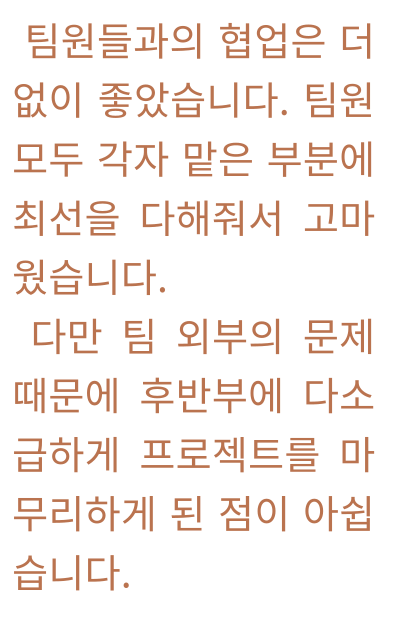 팀원들과의 협업은 더
없이 좋았습니다. 팀원
모두 각자 맡은 부분에
최선을 다해줘서 고마
웠습니다.
다만 팀 외부의 문제
때문에 후반부에 다소
급하게 프로젝트를 마
무리하게 된 점이 아쉽
습니다.